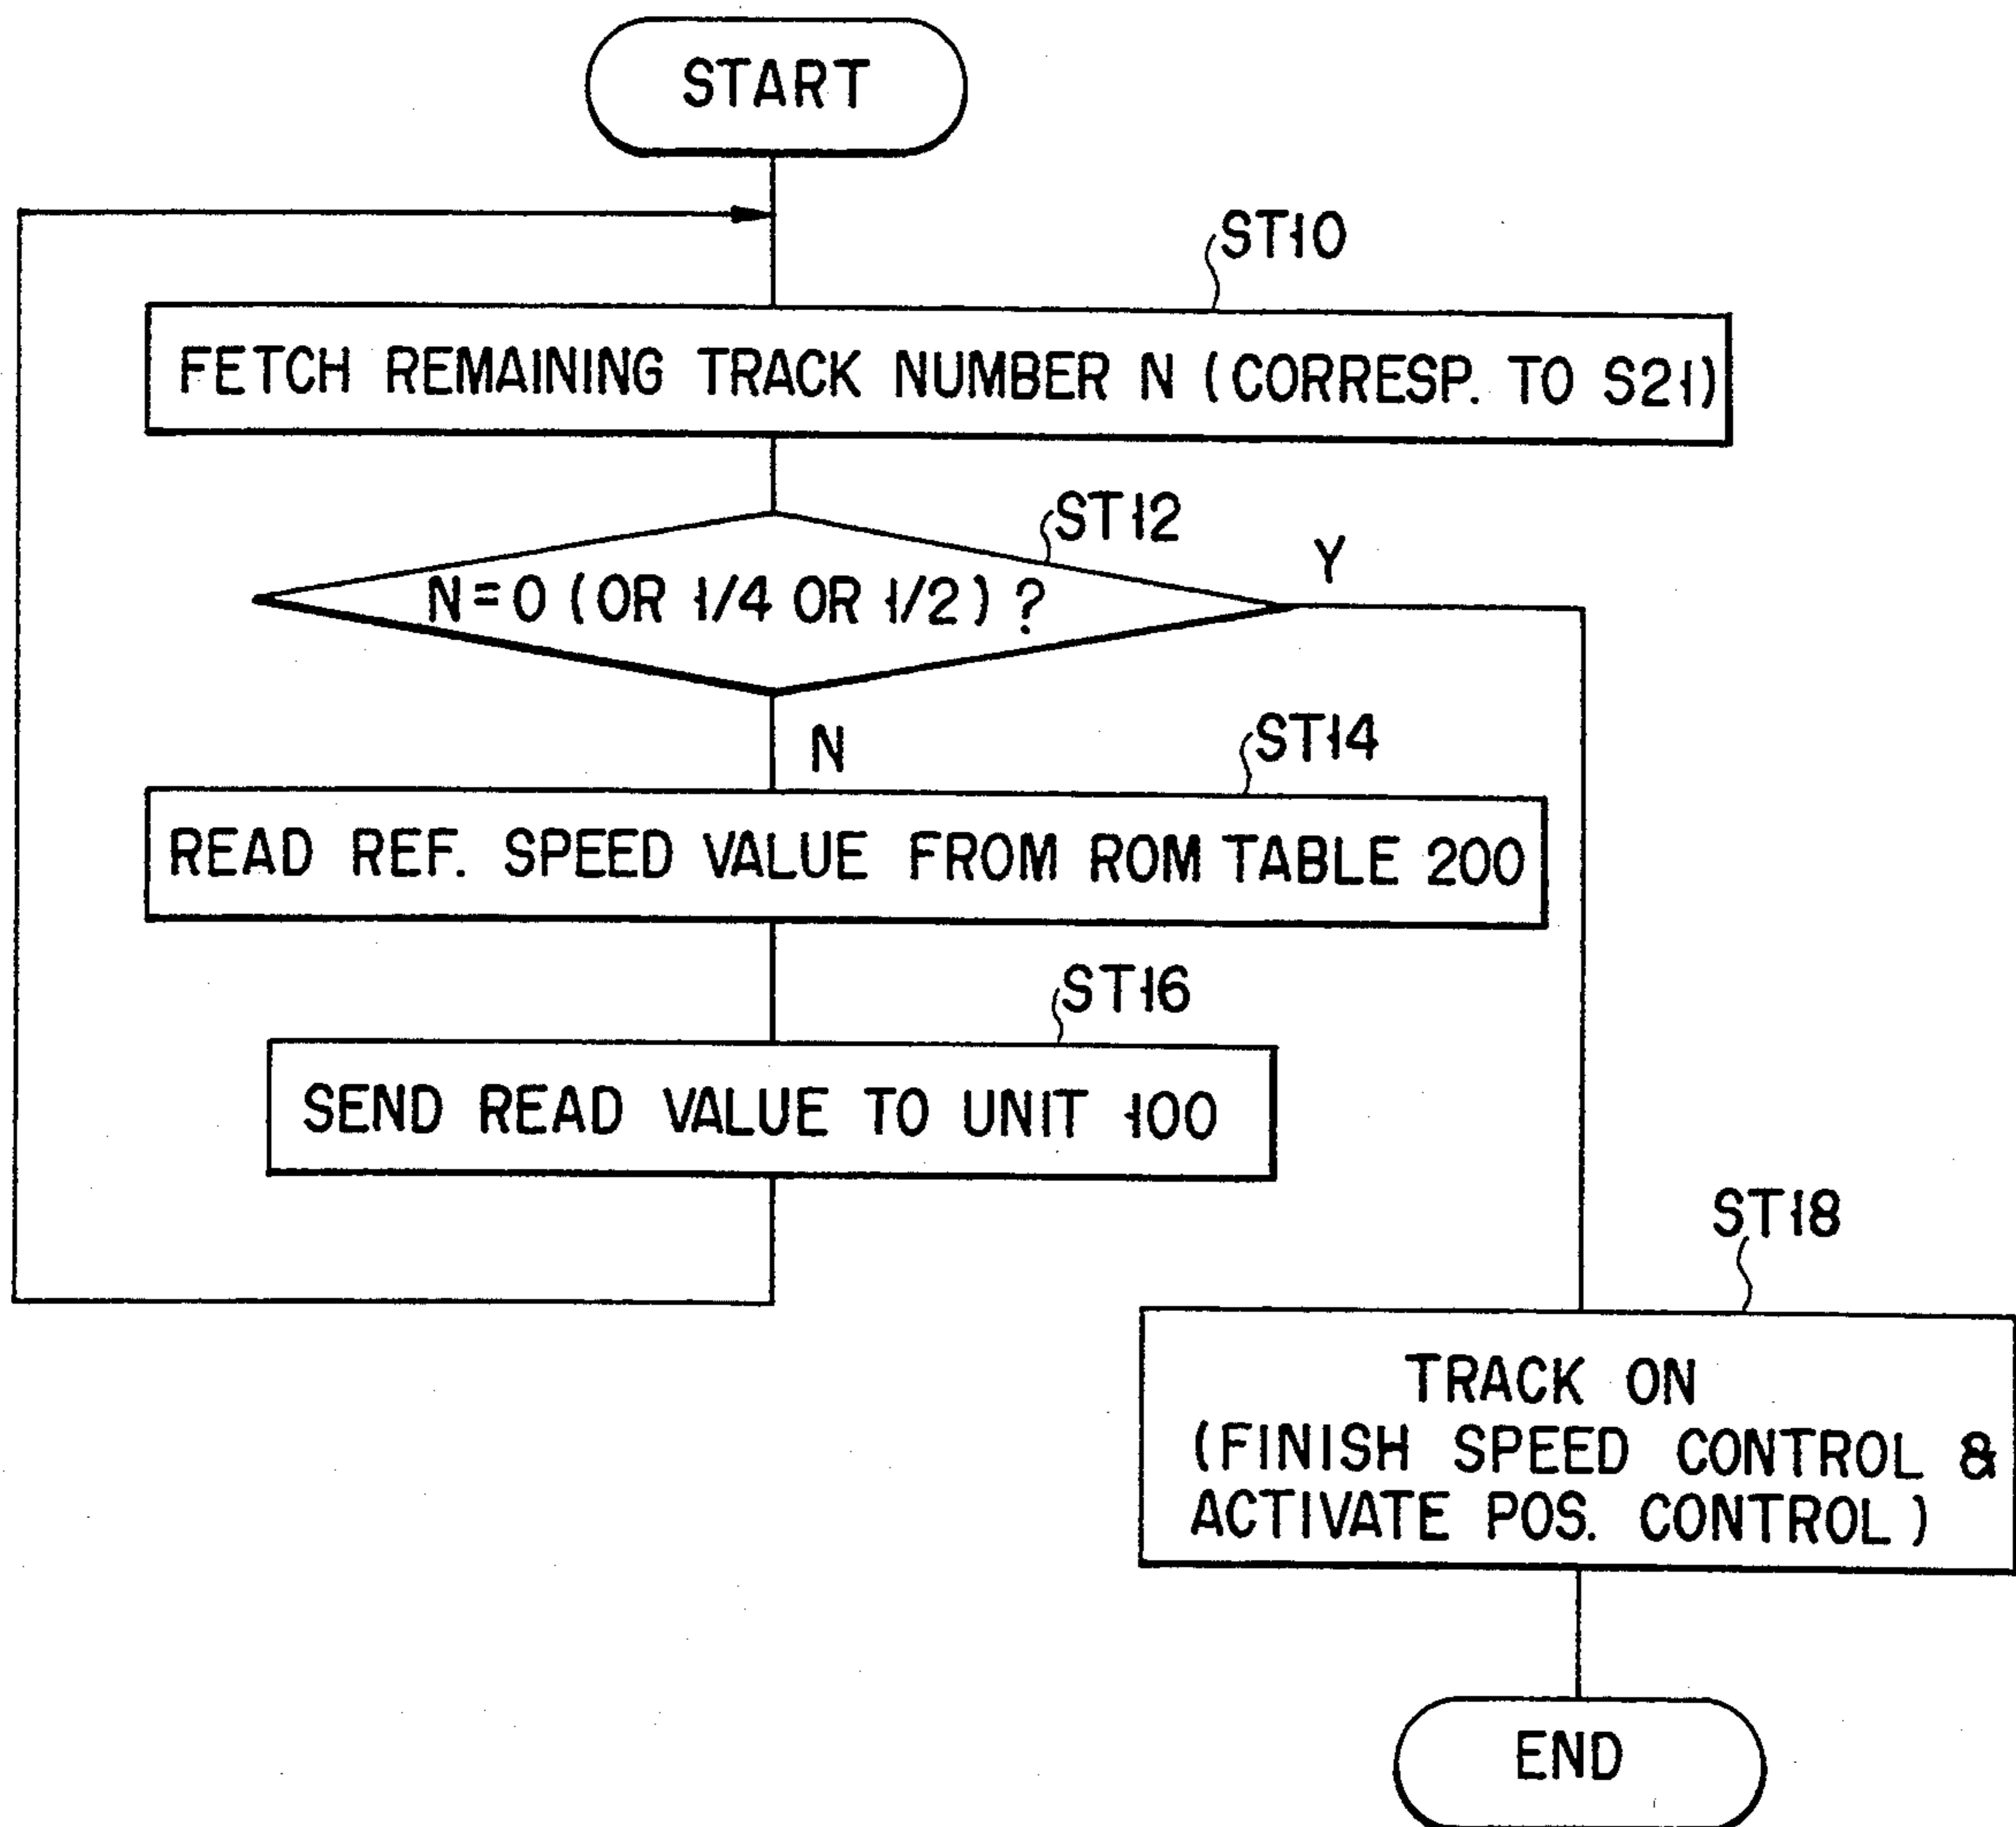 START
ST10
FETCH REMAINING TRACK NUMBER N (CORRESP. TO S21)
ST12
N=0 (OR 1/4 OR 1/2) ?
Y
N
ST14
READ REF. SPEED VALUE FROM ROM TABLE 200
ST16
SEND READ VALUE TO UNIT 100
ST18
TRACK ON
(FINISH SPEED CONTROL &
ACTIVATE POS. CONTROL)
END